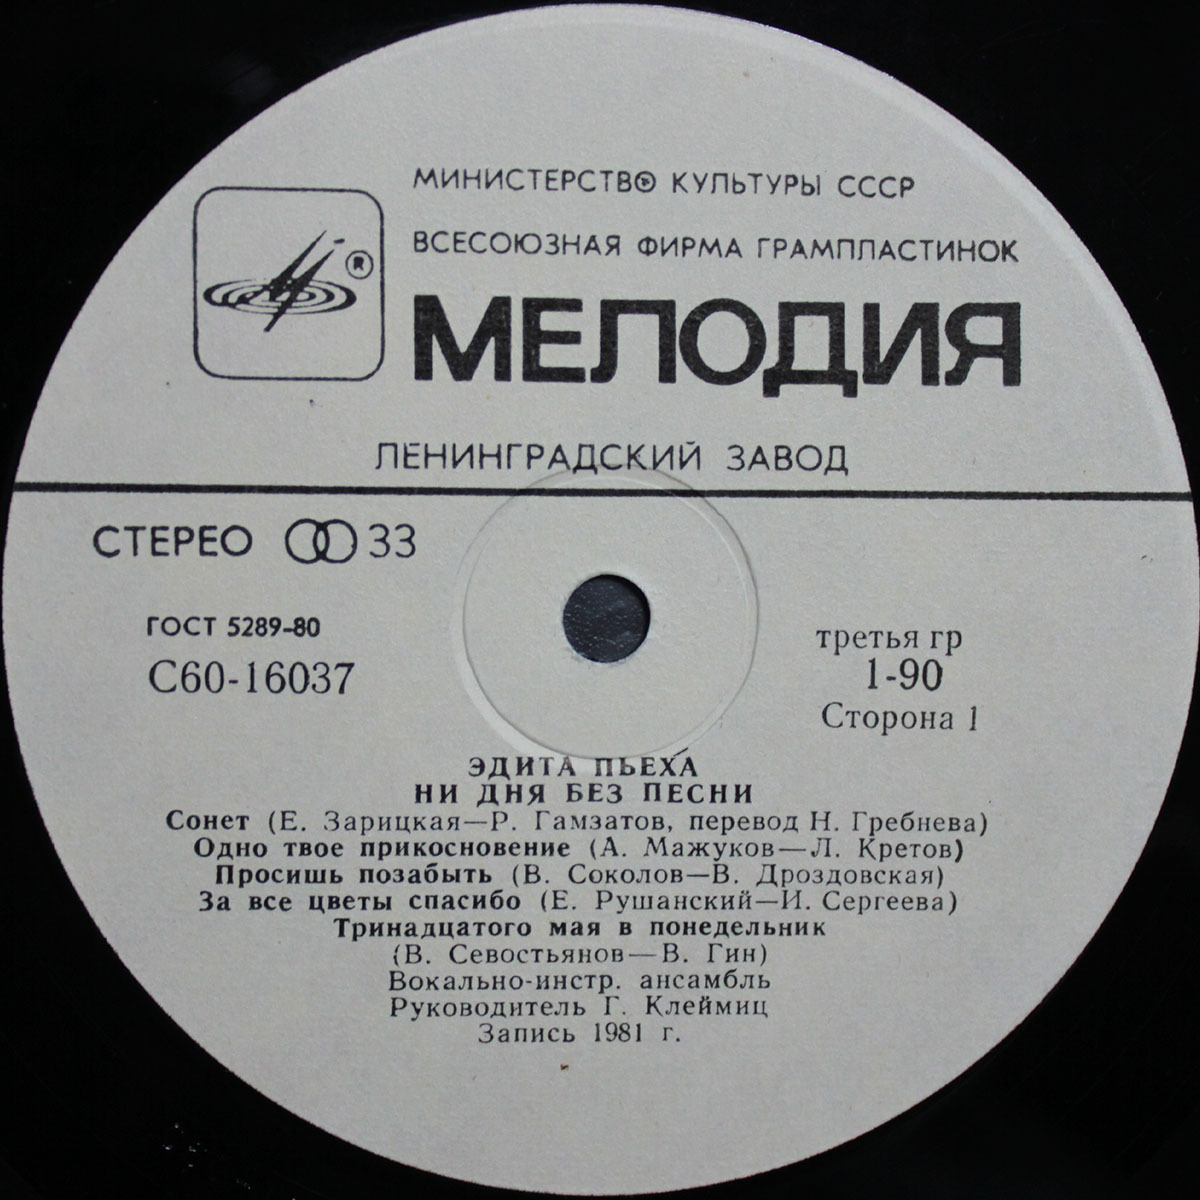 МИНИСТЕРСТВО КУЛЬТУРЫ СССР
ВСЕСОЮЗНАЯ ФИРМА ГРАМПЛАСТИНОК
®
МЕЛОДИЯ
ЛЕНИНГРАДСКИЙ ЗАВОД
СТЕРЕО 33
ГОСТ 5289-80
С60-16037
третья гр
1-90
Сторона 1
ЭДИТА ПЬЕХА
НИ ДНЯ БЕЗ ПЕСНИ
Сонет (Е. Зарицкая—Р. Гамзатов, перевод Н. Гребнева)
Одно твое прикосновение (А. Мажуков—Л. Кретов)
Просишь позабыть (В. Соколов—В. Дроздовская)
За все цветы спасибо (Е. Рушанский—И. Сергеева)
Тринадцатого мая в понедельник
(В. Севостьянов—В. Гин)
Вокально-инстр. ансамбль
Руководитель Г. Клеймиц
Запись 1981 г.